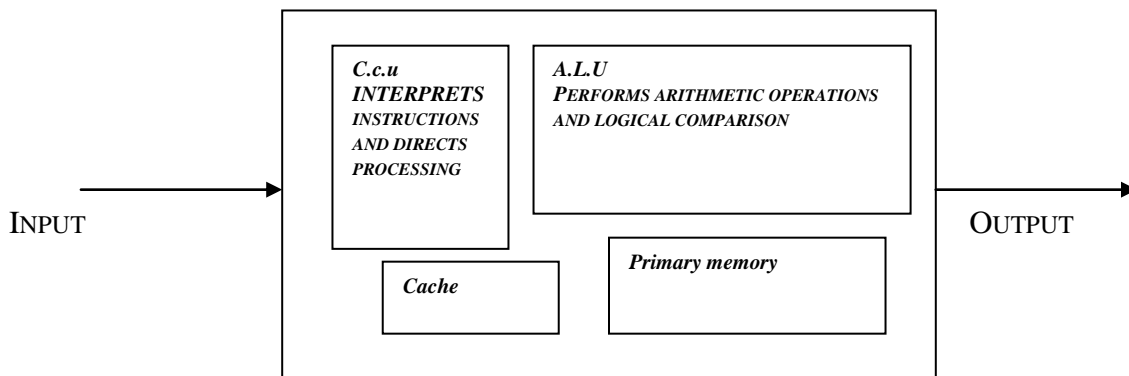 C.c.u
INTERPRETS
INSTRUCTIONS
AND DIRECTS
PROCESSING
A.L.U
PERFORMS ARITHMETIC OPERATIONS
AND LOGICAL COMPARISON
INPUT
OUTPUT
Cache
Primary memory